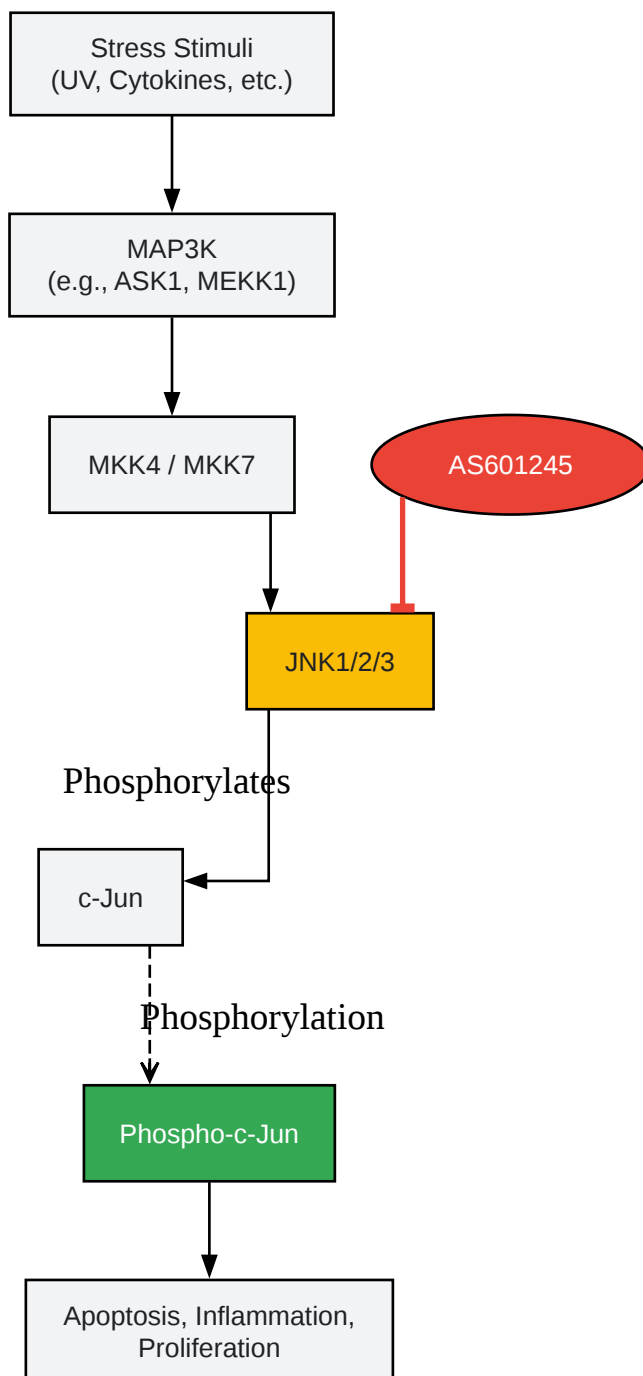 Stress Stimuli
(UV, Cytokines, etc.)
MAP3K
(e.g., ASK1, MEKK1)
MKK4 / MKK7
AS601245
JNK1/2/3
Phosphorylates
c-Jun
Phosphorylation
Phospho-c-Jun
Apoptosis, Inflammation,
Proliferation